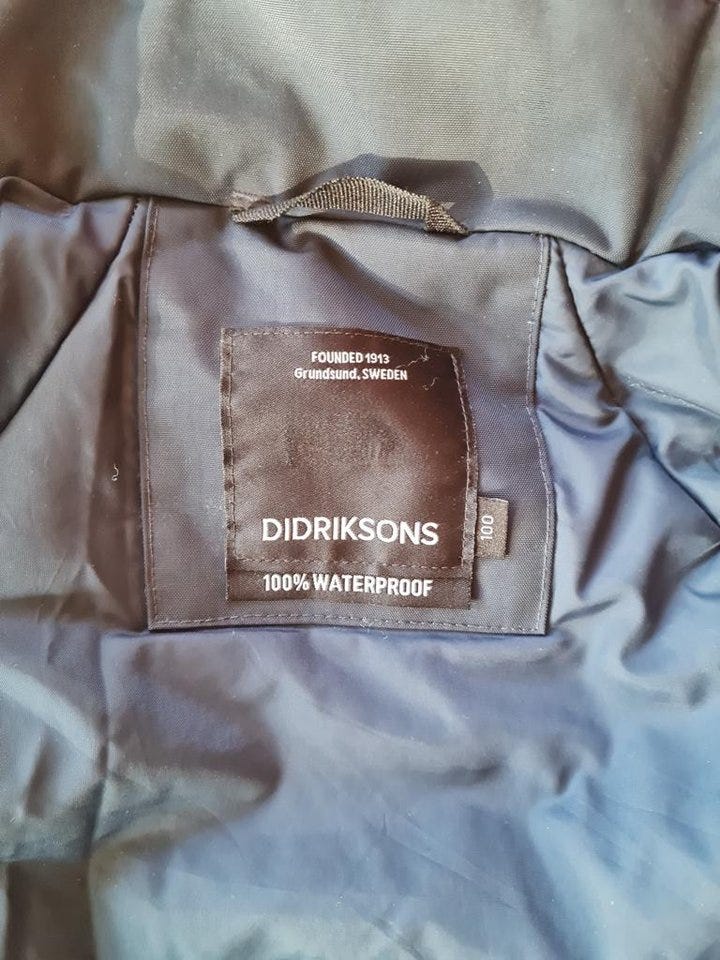 FOUNDED 1913
Grundsund, SWEDEN
DIDRIKSONS
100
100% WATERPROOF